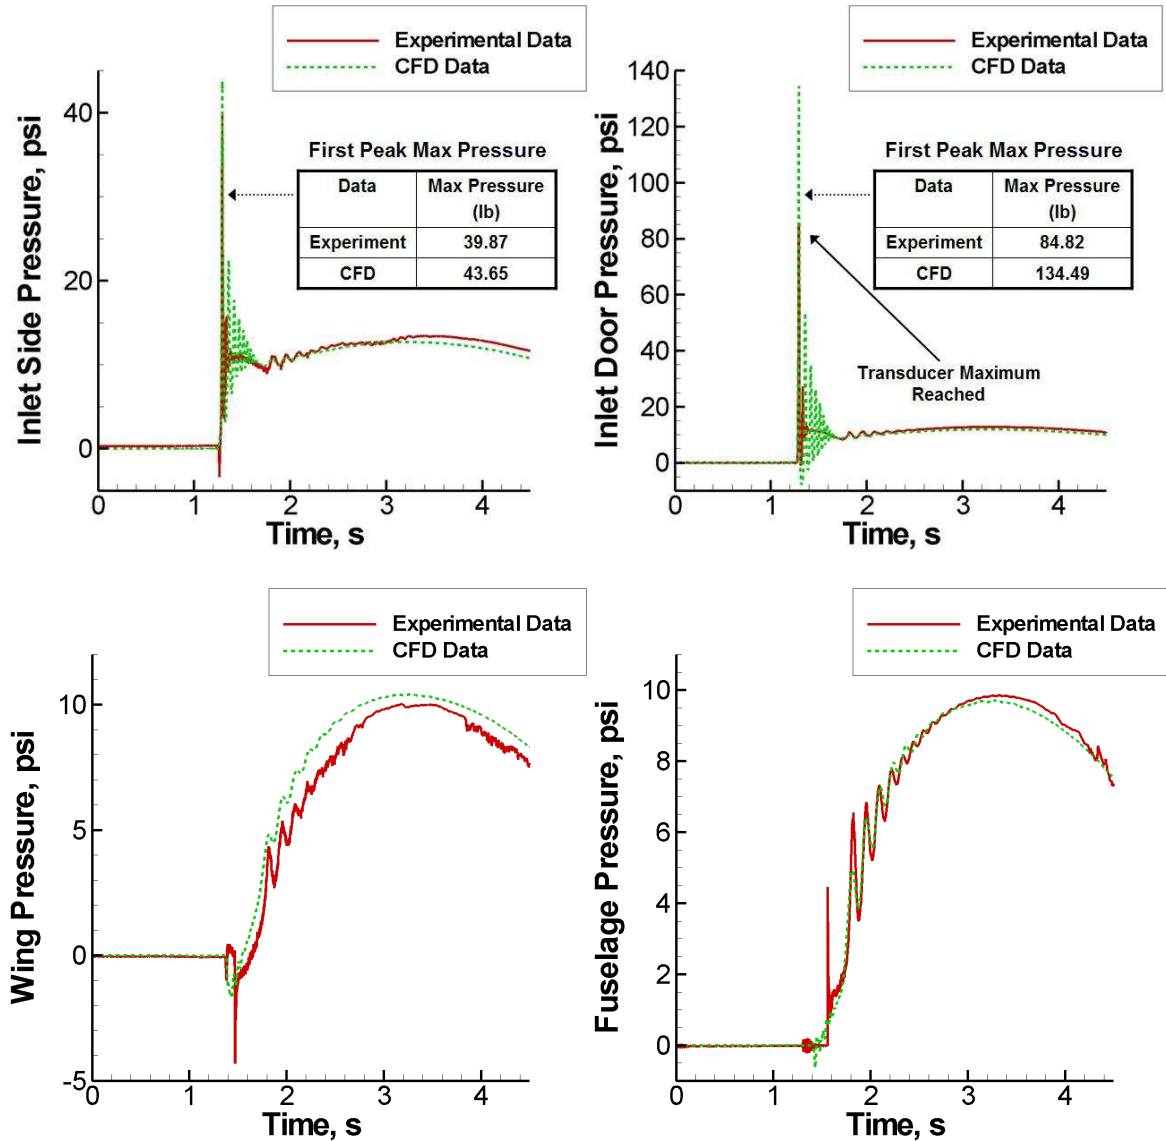 Experimental Data
CFD Data
Inlet Side Pressure, psi
40
20
0
First Peak Max Pressure
Data Max Pressure
(lb)
Experiment 39.87
CFD 43.65
0 1 2 3 4
Time, s
Experimental Data
CFD Data
Inlet Door Pressure, psi
140
120
100
80
60
40
20
0
First Peak Max Pressure
Data Max Pressure
(lb)
Experiment 84.82
CFD 134.49
Transducer Maximum
Reached
0 1 2 3 4
Time, s
Experimental Data
CFD Data
Wing Pressure, psi
10
5
0
-5
0 1 2 3 4
Time, s
Experimental Data
CFD Data
Fuselage Pressure, psi
10
8
6
4
2
0
0 1 2 3 4
Time, s